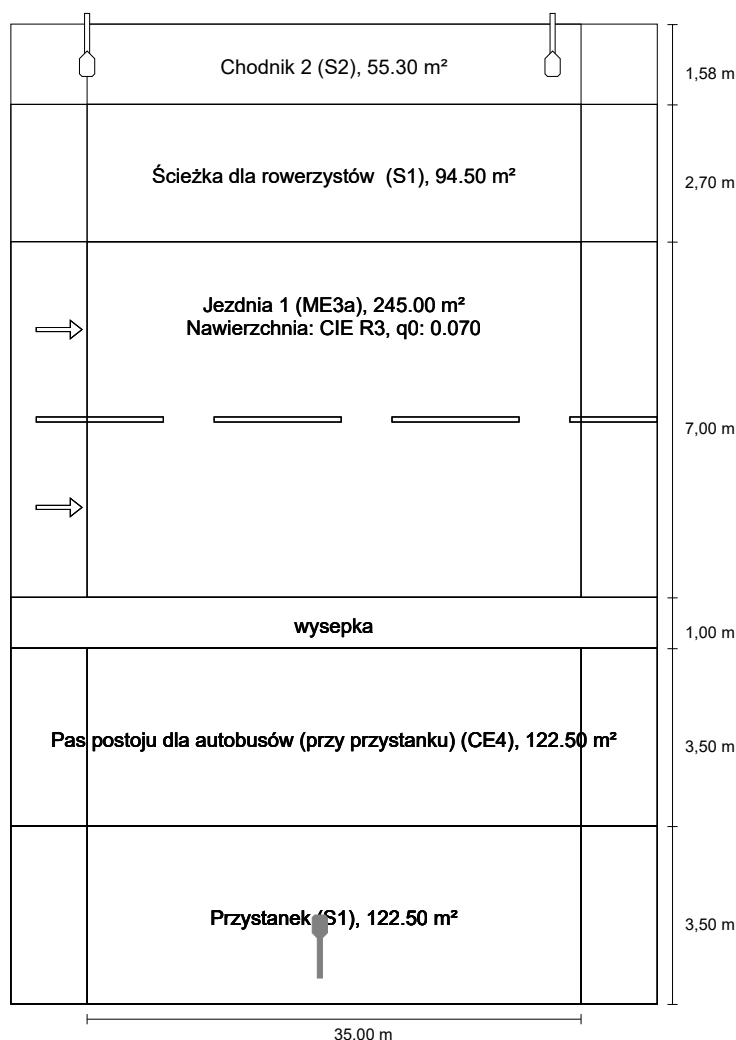 Chodnik 2 (S2), 55.30 m²
1,58 m
Ścieżka dla rowerzystów  (S1), 94.50 m²
2,70 m
Jezdnia 1 (ME3a), 245.00 m²
Nawierzchnia: CIE R3, q0: 0.070
7,00 m
wysepka
1,00 m
Pas postoju dla autobusów (przy przystanku) (CE4), 122.50 m²
3,50 m
Przystanek (S1), 122.50 m²
3,50 m
35.00 m